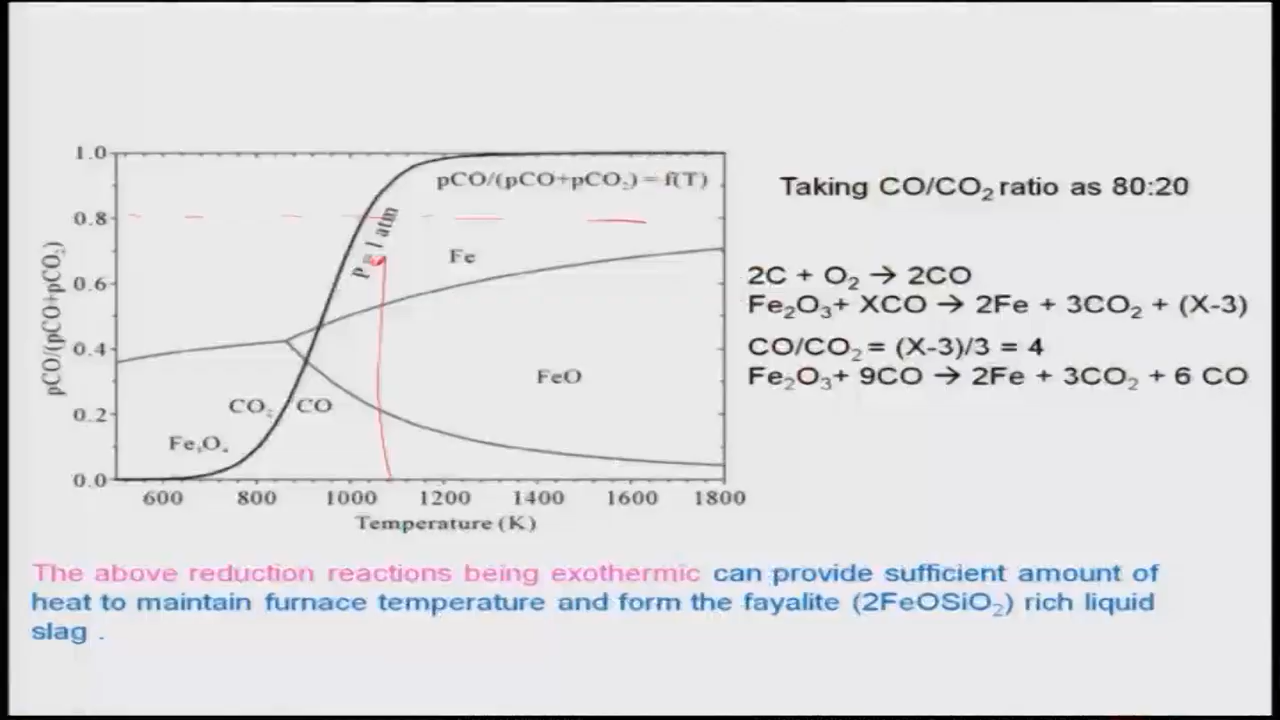 1.0
0.8
0.6
0.4
0.2
0.0
pCO/(pCO+pCO₂)
pCO/(pCO+pCO₂) = f(T)
P = 1 atm
Fe
FeO
CO₂ CO
Fe₃O₄
600 800 1000 1200 1400 1600 1800
Temperature (K)
Taking CO/CO₂ ratio as 80:20
2C + O₂ → 2CO
Fe₂O₃+ XCO → 2Fe + 3CO₂ + (X-3)
CO/CO₂ = (X-3)/3 = 4
Fe₂O₃+ 9CO → 2Fe + 3CO₂ + 6 CO
The above reduction reactions being exothermic can provide sufficient amount of
heat to maintain furnace temperature and form the fayalite (2FeOSiO₂) rich liquid
slag .